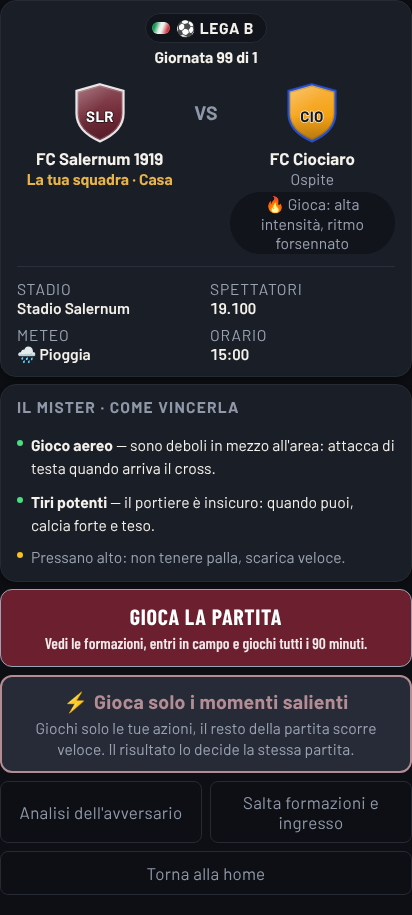 ⚽ LEGA B
Giornata 99 di 1
SLR
VS
CIO
FC Salernum 1919
FC Ciociaro
La tua squadra · Casa
Ospite
🔥 Gioca: alta
intensità, ritmo
forsennato
STADIO
SPETTATORI
Stadio Salernum
19.100
METEO
ORARIO
🌧️ Pioggia
15:00
IL MISTER · COME VINCERLA
Gioco aereo — sono deboli in mezzo all'area: attacca di
testa quando arriva il cross.
Tiri potenti — il portiere è insicuro: quando puoi,
calcia forte e teso.
Pressano alto: non tenere palla, scarica veloce.
GIOCA LA PARTITA
Vedi le formazioni, entri in campo e giochi tutti i 90 minuti.
⚡ Gioca solo i momenti salienti
Giochi solo le tue azioni, il resto della partita scorre
veloce. Il risultato lo decide la stessa partita.
Analisi dell'avversario
Salta formazioni e
ingresso
Torna alla home